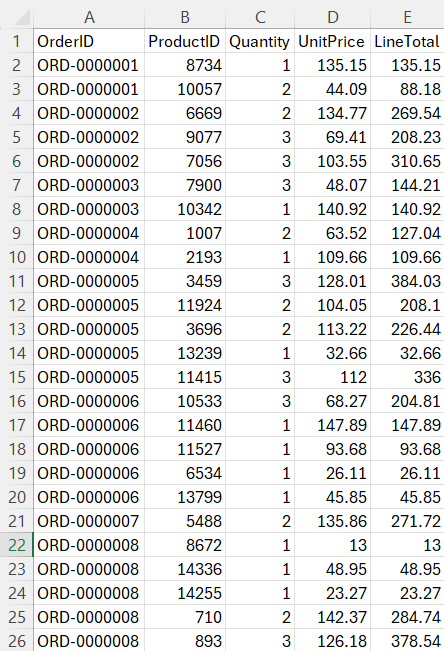 A B C D E
1 OrderID ProductID Quantity UnitPrice LineTotal
2 ORD-0000001 8734 1 135.15 135.15
3 ORD-0000001 10057 2 44.09 88.18
4 ORD-0000002 6669 2 134.77 269.54
5 ORD-0000002 9077 3 69.41 208.23
6 ORD-0000002 7056 3 103.55 310.65
7 ORD-0000003 7900 3 48.07 144.21
8 ORD-0000003 10342 1 140.92 140.92
9 ORD-0000004 1007 2 63.52 127.04
10 ORD-0000004 2193 1 109.66 109.66
11 ORD-0000005 3459 3 128.01 384.03
12 ORD-0000005 11924 2 104.05 208.1
13 ORD-0000005 3696 2 113.22 226.44
14 ORD-0000005 13239 1 32.66 32.66
15 ORD-0000005 11415 3 112 336
16 ORD-0000006 10533 3 68.27 204.81
17 ORD-0000006 11460 1 147.89 147.89
18 ORD-0000006 11527 1 93.68 93.68
19 ORD-0000006 6534 1 26.11 26.11
20 ORD-0000006 13799 1 45.85 45.85
21 ORD-0000007 5488 2 135.86 271.72
22 ORD-0000008 8672 1 13 13
23 ORD-0000008 14336 1 48.95 48.95
24 ORD-0000008 14255 1 23.27 23.27
25 ORD-0000008 710 2 142.37 284.74
26 ORD-0000008 893 3 126.18 378.54